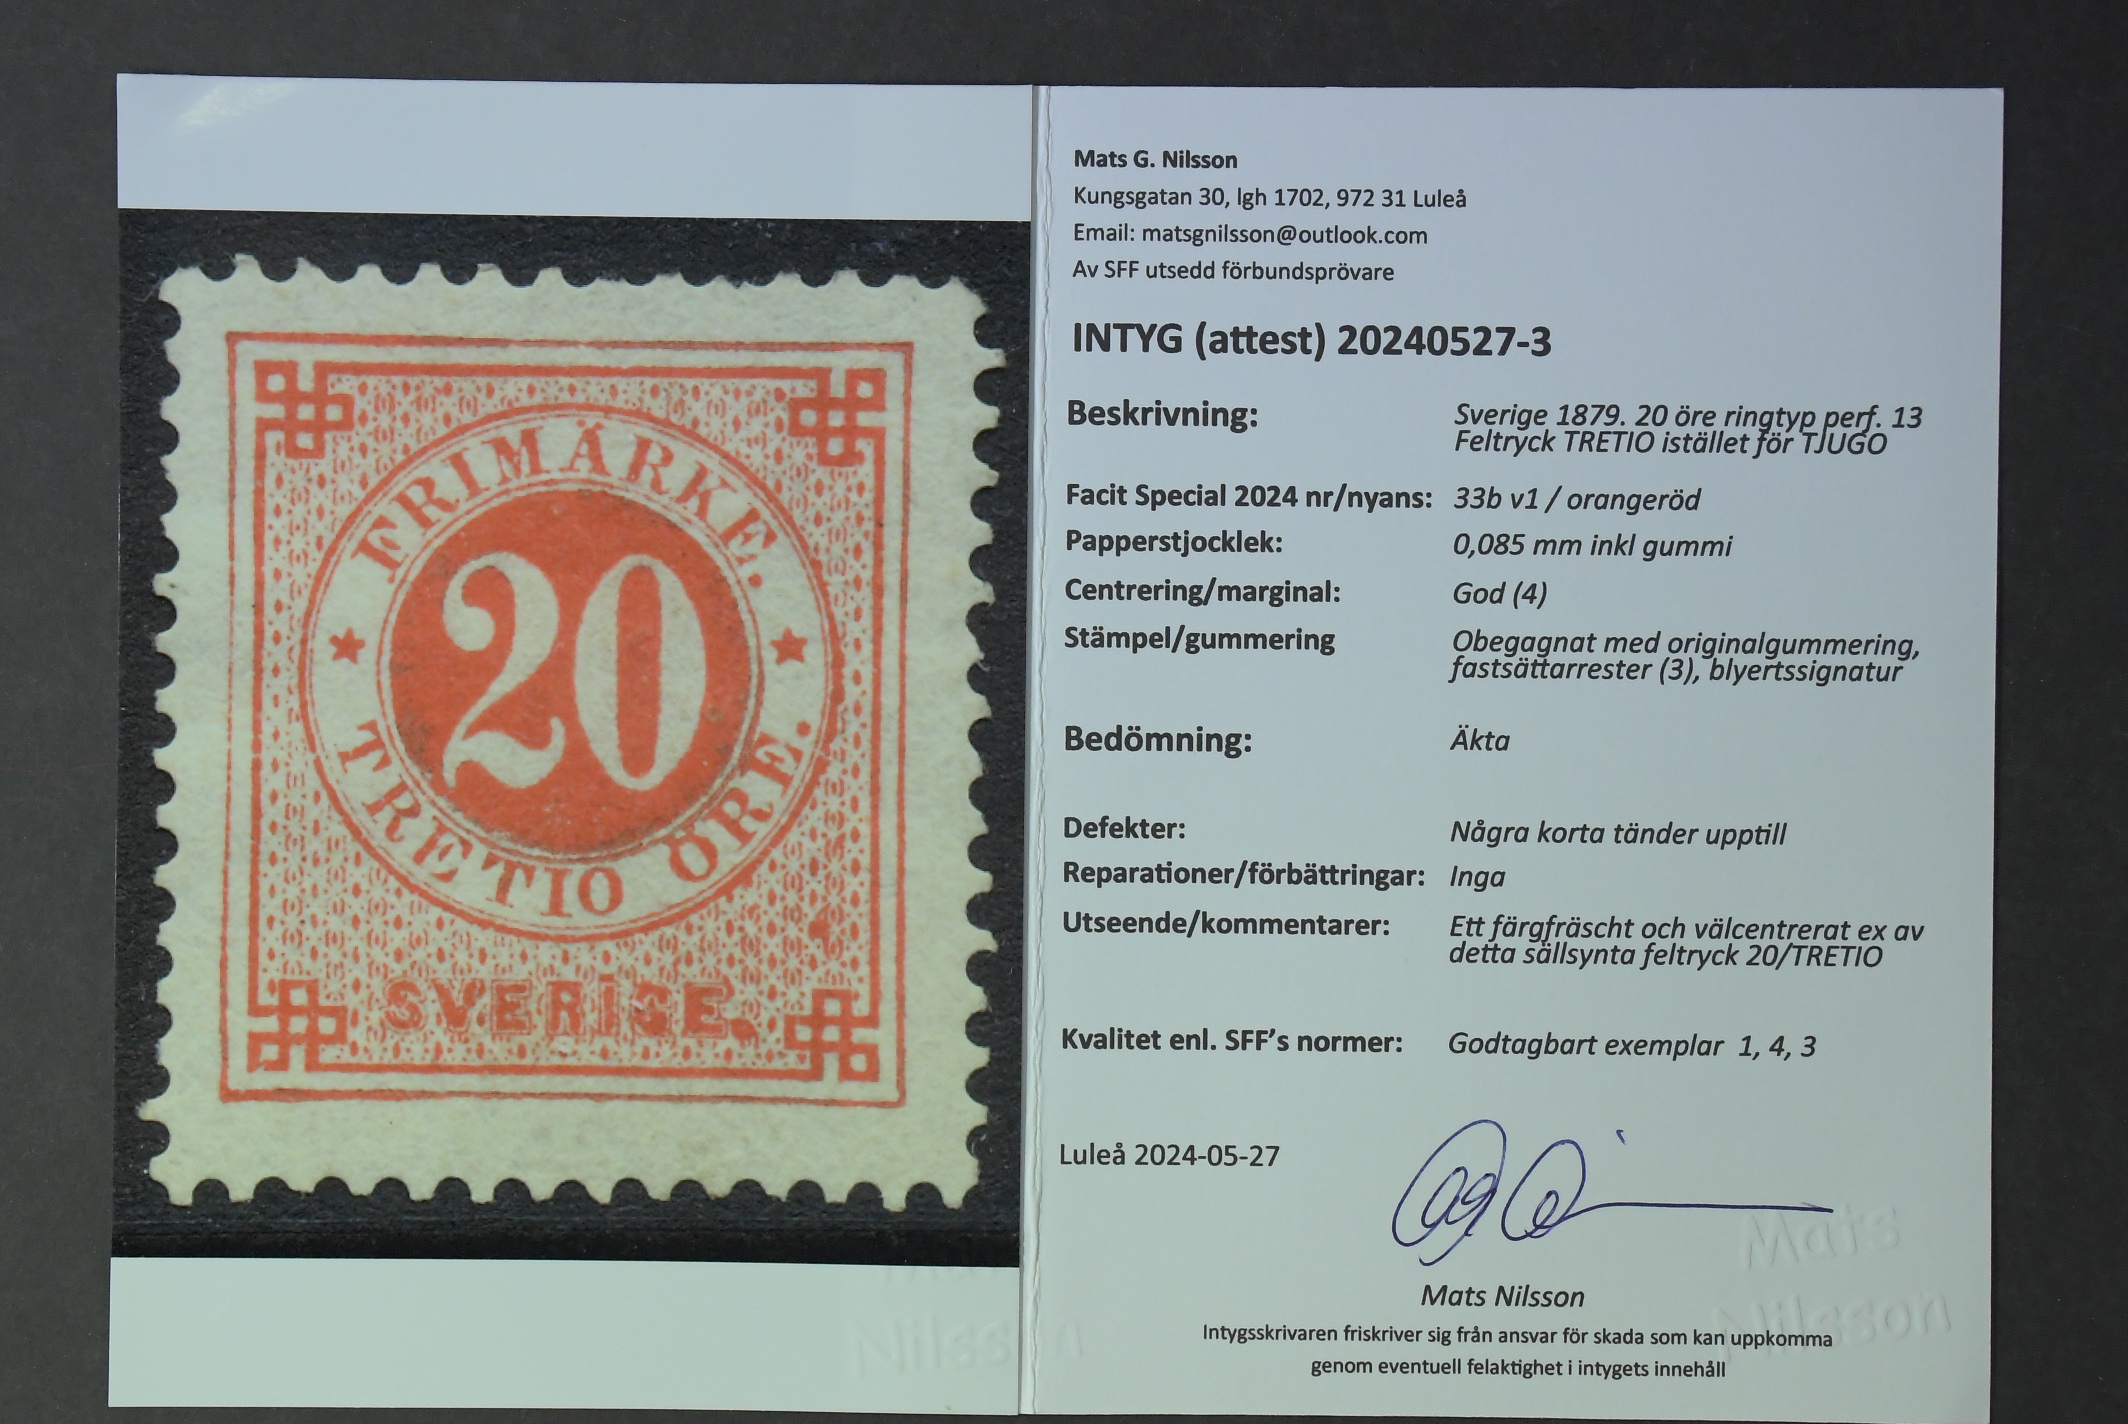 FRIMÄRKE.
20
TRETIO ÖRE.
SVERIGE.
Mats G. Nilsson
Kungsgatan 30, lgh 1702, 972 31 Luleå
Email: matsgnilsson@outlook.com
Av SFF utsedd förbundsprövare
INTYG (attest) 20240527-3
Beskrivning: Sverige 1879. 20 öre ringtyp perf. 13
Feltryck TRETIO istället för TJUGO
Facit Special 2024 nr/nyans: 33b v1 / orangeröd
Papperstjocklek: 0,085 mm inkl gummi
Centrering/marginal: God (4)
Stämpel/gummering Obegagnat med originalgummering,
fastsättarrester (3), blyertssignatur
Bedömning: Äkta
Defekter: Några korta tänder upptill
Reparationer/förbättringar: Inga
Utseende/kommentarer: Ett färgfräscht och välcentrerat ex av
detta sällsynta feltryck 20/TRETIO
Kvalitet enl. SFF's normer: Godtagbart exemplar 1, 4, 3
Luleå 2024-05-27
Mats
Nilsson
Mats Nilsson
Intygsskrivaren friskriver sig från ansvar för skada som kan uppkomma
genom eventuell felaktighet i intygets innehåll